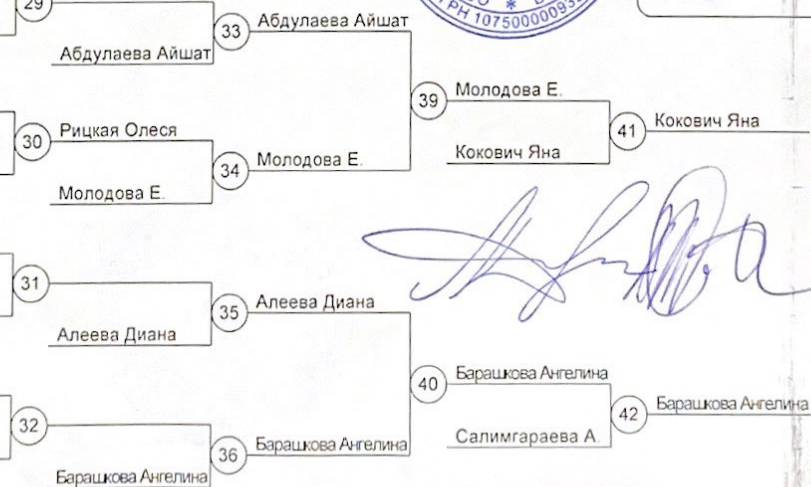 29
33
Абдулаева Айшат
Абдулаева Айшат
ГРН 1075000009
39
Молодова Е.
41
Кокович Яна
Кокович Яна
30
Рицкая Олеся
34
Молодова Е.
Молодова Е.
31
35
Алеева Диана
Алеева Диана
40
Барашкова Ангелина
42
Барашкова Ангелина
Салимгараева А.
32
36
Барашкова Ангелина
Барашкова Ангелина